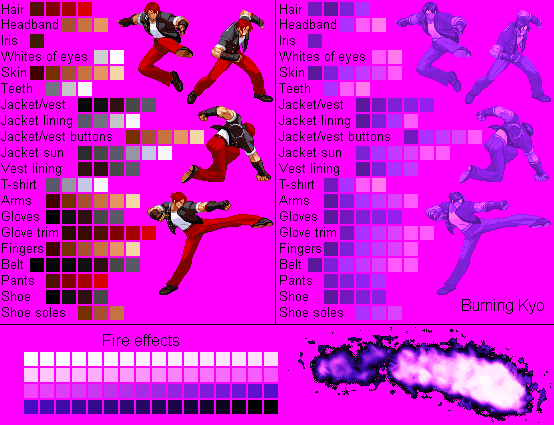 Hair
Headband
Iris
Whites of eyes
Skin
Teeth
Jacket/vest
Jacket lining
Jacket/vest buttons
Jacket sun
Vest lining
T-shirt
Arms
Gloves
Glove trim
Fingers
Belt
Pants
Shoe
Shoe soles
Hair
Headband
Iris
Whites of eyes
Skin
Teeth
Jacket/vest
Jacket lining
Jacket/vest buttons
Jacket sun
Vest lining
T-shirt
Arms
Gloves
Glove trim
Fingers
Belt
Pants
Shoe
Shoe soles
Burning Kyo
Fire effects